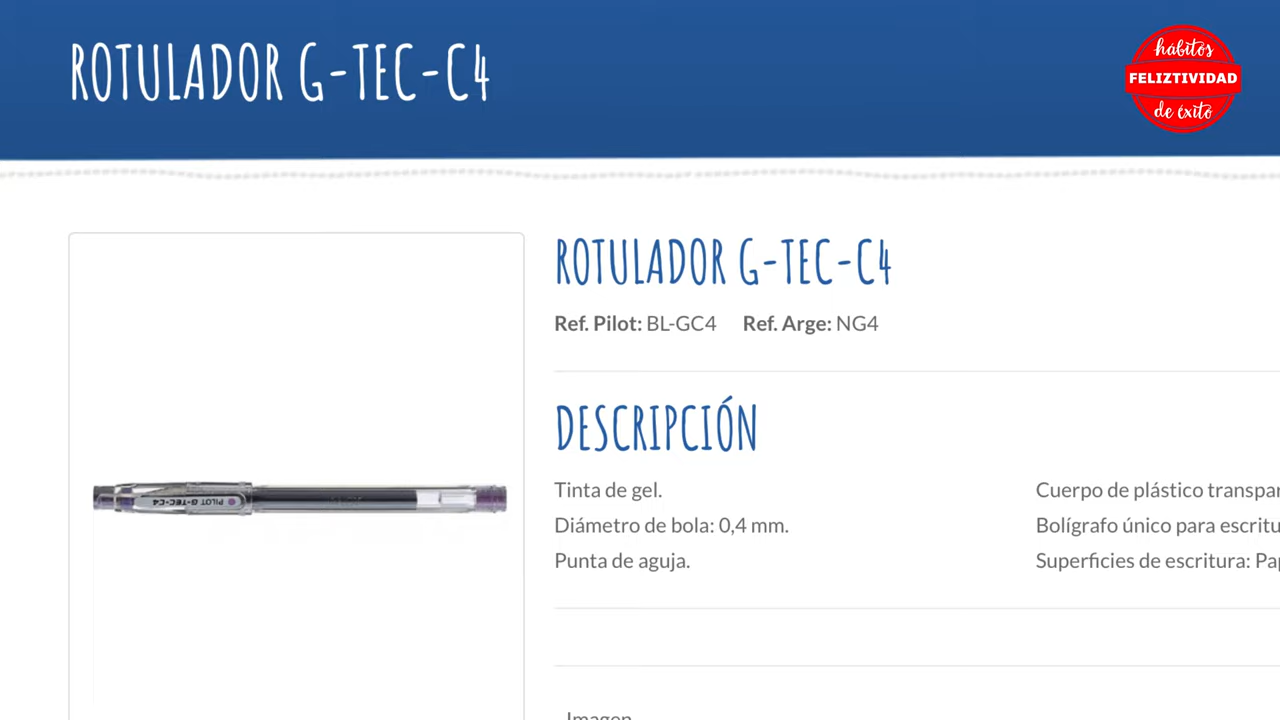 ROTULADOR G-TEC-C4
hábitos
FELIZTIVIDAD
de éxito
ROTULADOR G-TEC-C4
Ref. Pilot: BL-GC4 Ref. Arge: NG4
DESCRIPCIÓN
Tinta de gel.
Diámetro de bola: 0,4 mm.
Punta de aguja.
Cuerpo de plástico transpar
Bolígrafo único para escritu
Superficies de escritura: Pap
PILOT G-TEC-C4
Imagen